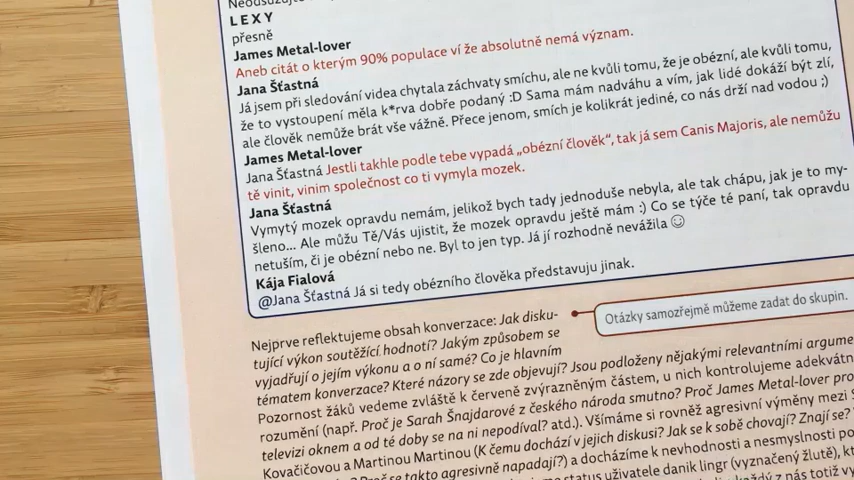 Neodsuzujte
LEXY
přesně
James Metal-lover
Aneb citát o kterým 90% populace ví že absolutně nemá význam.
Jana Šťastná
Já jsem při sledování videa chytala záchvaty smíchu, ale ne kvůli tomu, že je obézní, ale kvůli tomu,
že to vystoupení měla k*rva dobře podaný :D Sama mám nadváhu a vím, jak lidé dokáží být zlí,
ale člověk nemůže brát vše vážně. Přece jenom, smích je kolikrát jediné, co nás drží nad vodou ;)
James Metal-lover
Jana Šťastná Jestli takhle podle tebe vypadá „obézní člověk“, tak já sem Canis Majoris, ale nemůžu
tě vinit, vinim společnost co ti vymyla mozek.
Jana Šťastná
Vymytý mozek opravdu nemám, jelikož bych tady jednoduše nebyla, ale tak chápu, jak je to my-
šleno... Ale můžu Tě/Vás ujistit, že mozek opravdu ještě mám :) Co se týče té paní, tak opravdu
netuším, či je obézní nebo ne. Byl to jen typ. Já jí rozhodně nevážila ☺
Kája Fialová
@Jana Šťastná Já si tedy obézního člověka představuju jinak.
Nejprve reflektujeme obsah konverzace: Jak disku-
tující výkon soutěžící hodnotí? Jakým způsobem se
vyjadřují o jejím výkonu a o ní samé? Co je hlavním
tématem konverzace? Které názory se zde objevují? Jsou podloženy nějakými relevantními
Otázky samozřejmě můžeme zadat do skupin.
Pozornost žáků vedeme zvláště k červeně zvýrazněným částem, u nich kontrolujeme
rozumění (např. Proč je Sarah Šnajdarové z českého národa smutno? Proč James Metal-lover
televizi oknem a od té doby se na ni nepodíval? atd.). Všímáme si rovněž agresivní výměny mezi
Kovačičovou a Martinou Martinou (K čemu dochází v jejich diskusi? Jak se k sobě chovají? Znají se?
Proč se takto agresivně napadají?) a docházíme k nevhodnosti a nesmyslnosti
status uživatele danik lingr (vyznačený žlutě),